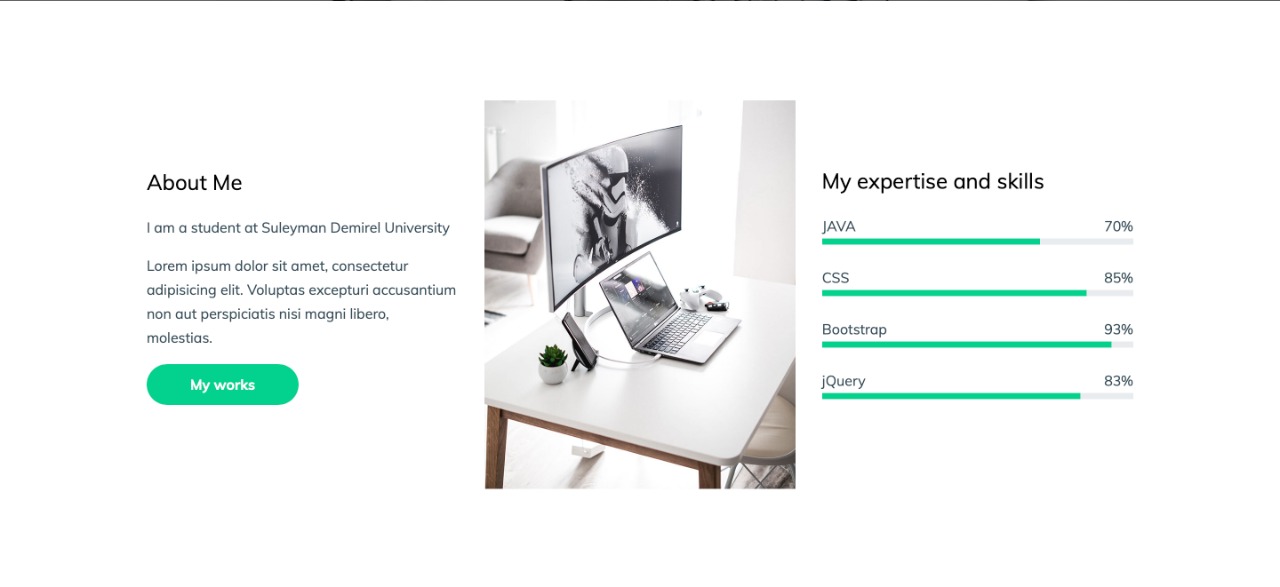 About Me
I am a student at Suleyman Demirel University
Lorem ipsum dolor sit amet, consectetur
adipisicing elit. Voluptas excepturi accusantium
non aut perspiciatis nisi magni libero,
molestias.
My works
My expertise and skills
JAVA 70%
CSS 85%
Bootstrap 93%
jQuery 83%